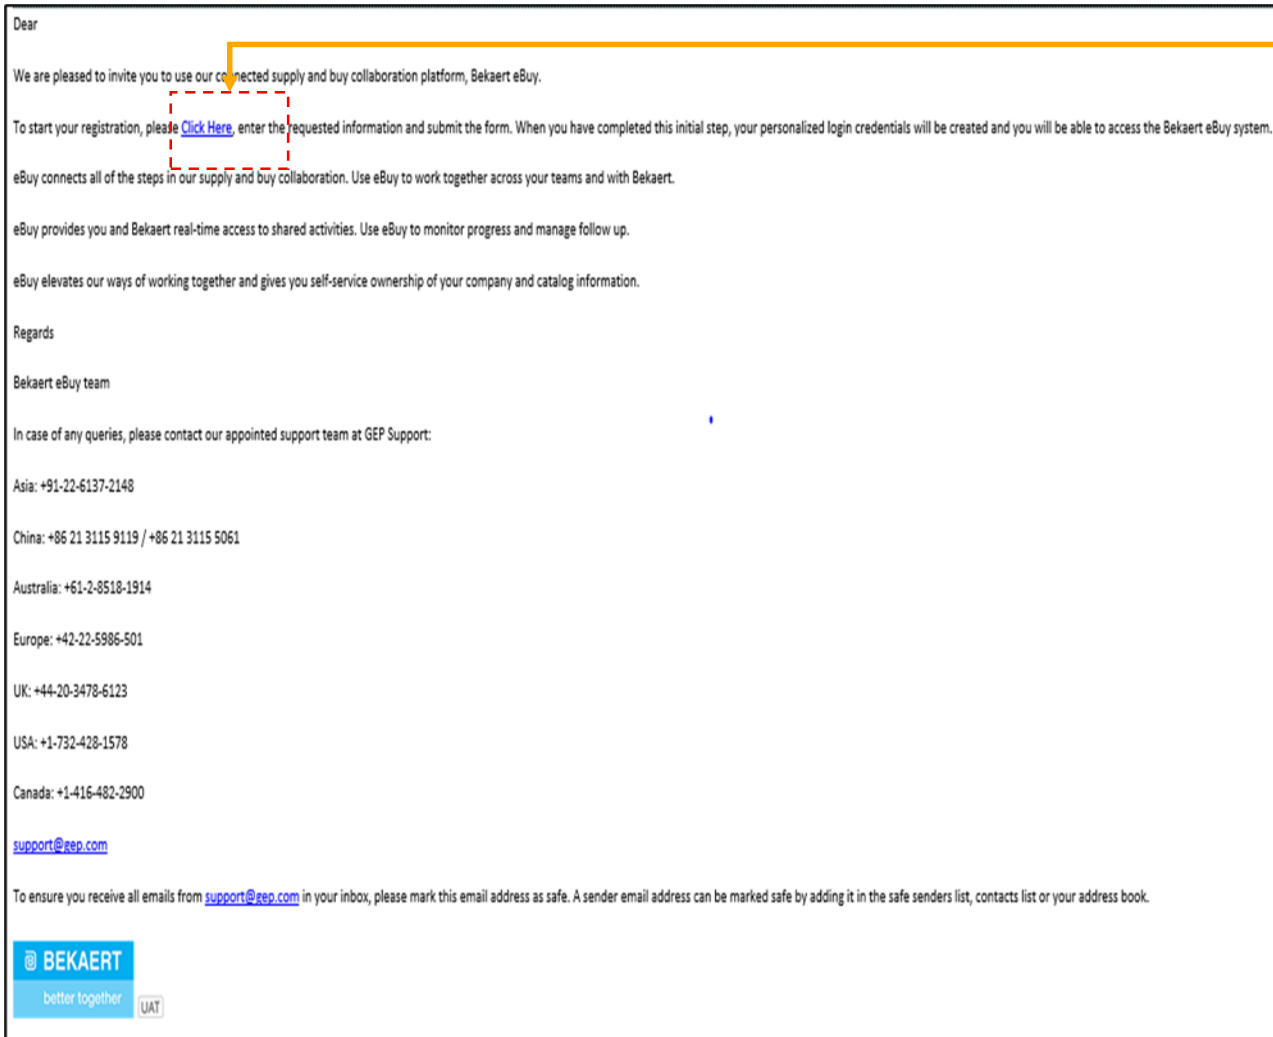 Dear
We are pleased to invite you to use our connected supply and buy collaboration platform, Bekaert eBuy.
To start your registration, please Click Here, enter the requested information and submit the form. When you have completed this initial step, your personalized login credentials will be created and you will be able to access the Bekaert eBuy system.
eBuy connects all of the steps in our supply and buy collaboration. Use eBuy to work together across your teams and with Bekaert.
eBuy provides you and Bekaert real-time access to shared activities. Use eBuy to monitor progress and manage follow up.
eBuy elevates our ways of working together and gives you self-service ownership of your company and catalog information.
Regards
Bekaert eBuy team
In case of any queries, please contact our appointed support team at GEP Support:
Asia: +91-22-6137-2148
China: +86 21 3115 9119 / +86 21 3115 5061
Australia: +61-2-8518-1914
Europe: +42-22-5986-501
UK: +44-20-3478-6123
USA: +1-732-428-1578
Canada: +1-416-482-2900
support@gep.com
To ensure you receive all emails from support@gep.com in your inbox, please mark this email address as safe. A sender email address can be marked safe by adding it in the safe senders list, contacts list or your address book.
BEKAERT
better together
UAT